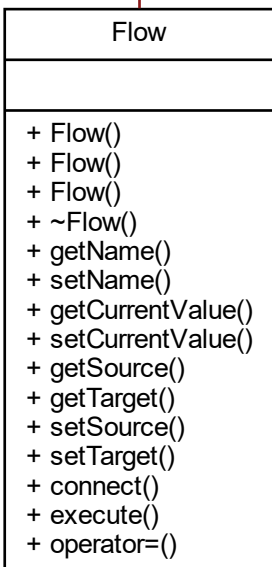 Flow
+ Flow()
+ Flow()
+ Flow()
+ ~Flow()
+ getName()
+ setName()
+ getCurrentValue()
+ setCurrentValue()
+ getSource()
+ getTarget()
+ setSource()
+ setTarget()
+ connect()
+ execute()
+ operator=()